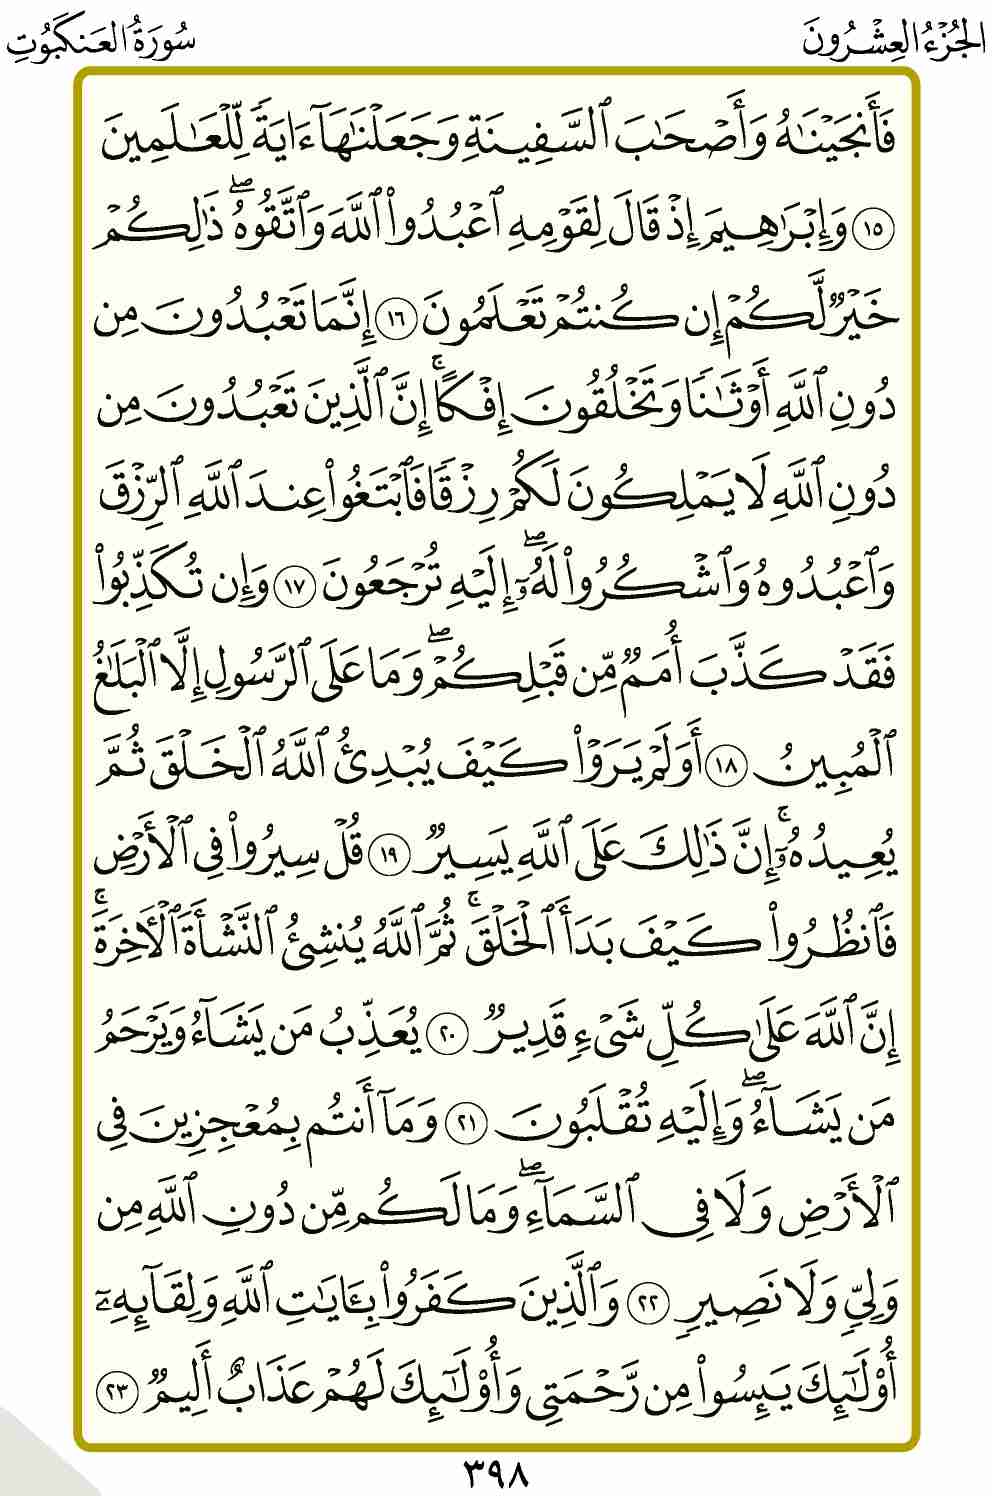 الجُزْءُ العِشْرُونَ
سُورَةُ العَنكَبُوتِ
فَأَنجَيْنَٰهُ وَأَصْحَٰبَ ٱلسَّفِينَةِ وَجَعَلْنَٰهَآ ءَايَةً لِّلْعَٰلَمِينَ
١٥ وَإِبْرَٰهِيمَ إِذْ قَالَ لِقَوْمِهِ ٱعْبُدُوا۟ ٱللَّهَ وَٱتَّقُوهُ ۖ ذَٰلِكُمْ
خَيْرٌ لَّكُمْ إِن كُنتُمْ تَعْلَمُونَ ١٦ إِنَّمَا تَعْبُدُونَ مِن
دُونِ ٱللَّهِ أَوْثَٰنًا وَتَخْلُقُونَ إِفْكًا ۚ إِنَّ ٱلَّذِينَ تَعْبُدُونَ مِن
دُونِ ٱللَّهِ لَا يَمْلِكُونَ لَكُمْ رِزْقًا فَٱبْتَغُوا۟ عِندَ ٱللَّهِ ٱلرِّزْقَ
وَٱعْبُدُوهُ وَٱشْكُرُوا۟ لَهُۥٓ ۖ إِلَيْهِ تُرْجَعُونَ ١٧ وَإِن تُكَذِّبُوا۟
فَقَدْ كَذَّبَ أُمَمٌ مِّن قَبْلِكُمْ ۖ وَمَا عَلَى ٱلرَّسُولِ إِلَّا ٱلْبَلَٰغُ
ٱلْمُبِينُ ١٨ أَوَلَمْ يَرَوْا۟ كَيْفَ يُبْدِئُ ٱللَّهُ ٱلْخَلْقَ ثُمَّ
يُعِيدُهُۥٓ ۚ إِنَّ ذَٰلِكَ عَلَى ٱللَّهِ يَسِيرٌ ١٩ قُلْ سِيرُوا۟ فِى ٱلْأَرْضِ
فَٱنظُرُوا۟ كَيْفَ بَدَأَ ٱلْخَلْقَ ۚ ثُمَّ ٱللَّهُ يُنشِئُ ٱلنَّشْأَةَ ٱلْءَاخِرَةَ ۚ
إِنَّ ٱللَّهَ عَلَىٰ كُلِّ شَىْءٍ قَدِيرٌ ٢٠ يُعَذِّبُ مَن يَشَآءُ وَيَرْحَمُ
مَن يَشَآءُ ۖ وَإِلَيْهِ تُقْلَبُونَ ٢١ وَمَآ أَنتُم بِمُعْجِزِينَ فِى
ٱلْأَرْضِ وَلَا فِى ٱلسَّمَآءِ ۖ وَمَا لَكُم مِّن دُونِ ٱللَّهِ مِن
وَلِىٍّ وَلَا نَصِيرٍ ٢٢ وَٱلَّذِينَ كَفَرُوا۟ بِـَٔايَٰتِ ٱللَّهِ وَلِقَآئِهِۦٓ
أُو۟لَٰٓئِكَ يَئِسُوا۟ مِن رَّحْمَتِى وَأُو۟لَٰٓئِكَ لَهُمْ عَذَابٌ أَلِيمٌ ٢٣
٣٩٨